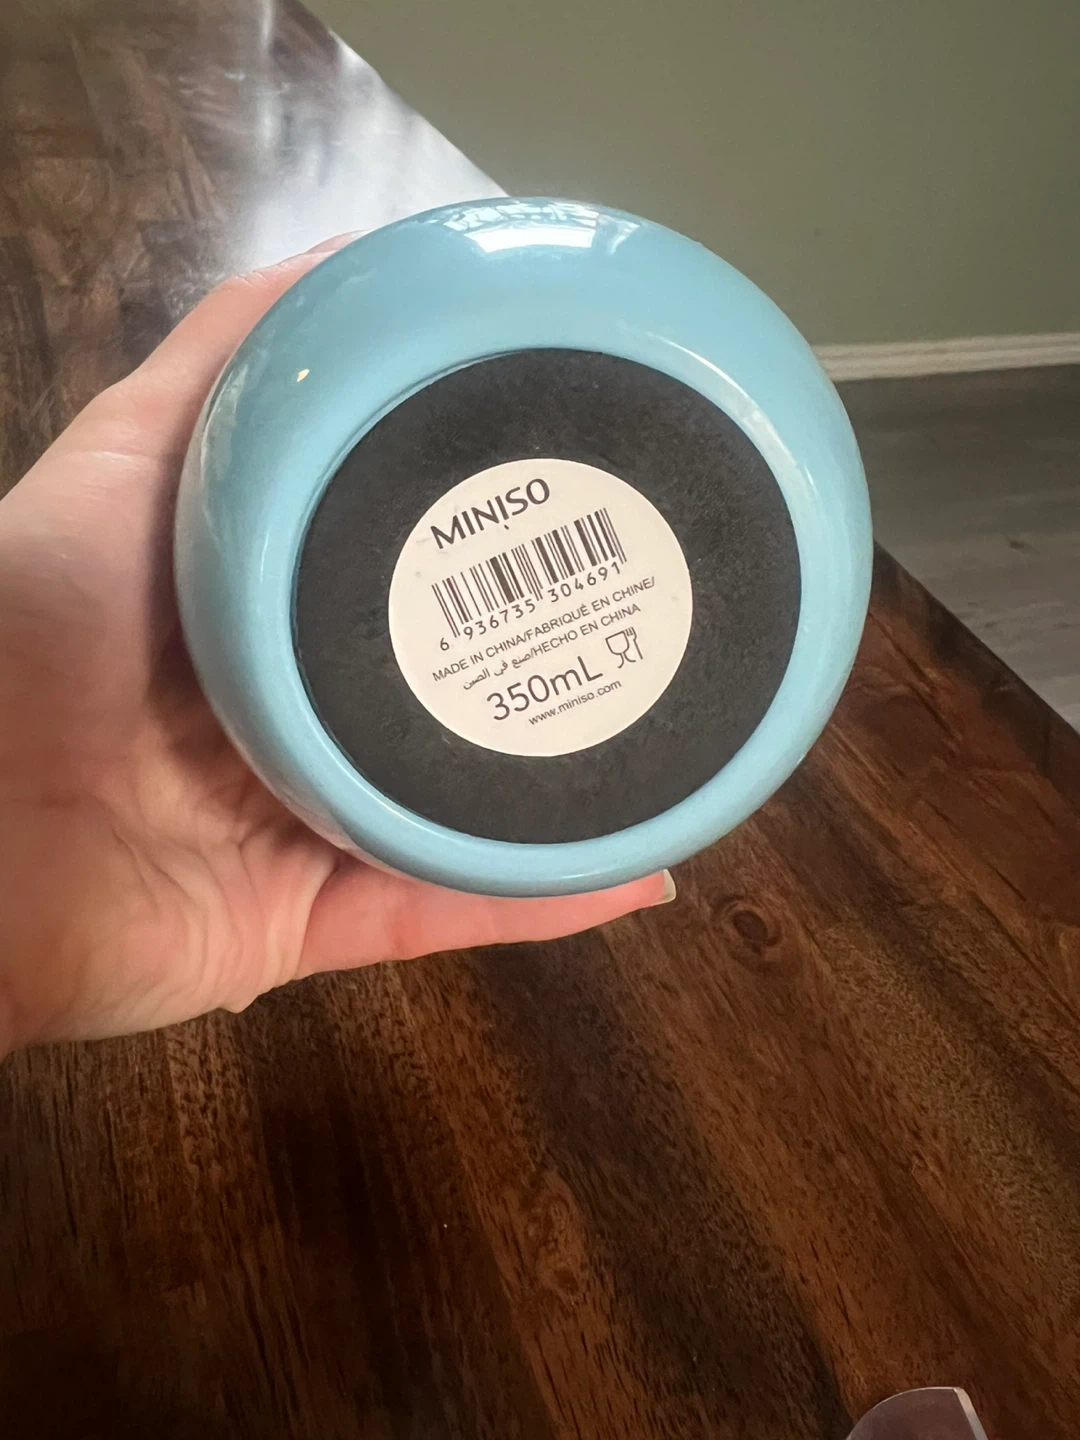 MINISO
6 936735 304691
MADE IN CHINA/FABRIQUÉ EN CHINE/
صنع في الصين/HECHO EN CHINA
350mL
www.miniso.com